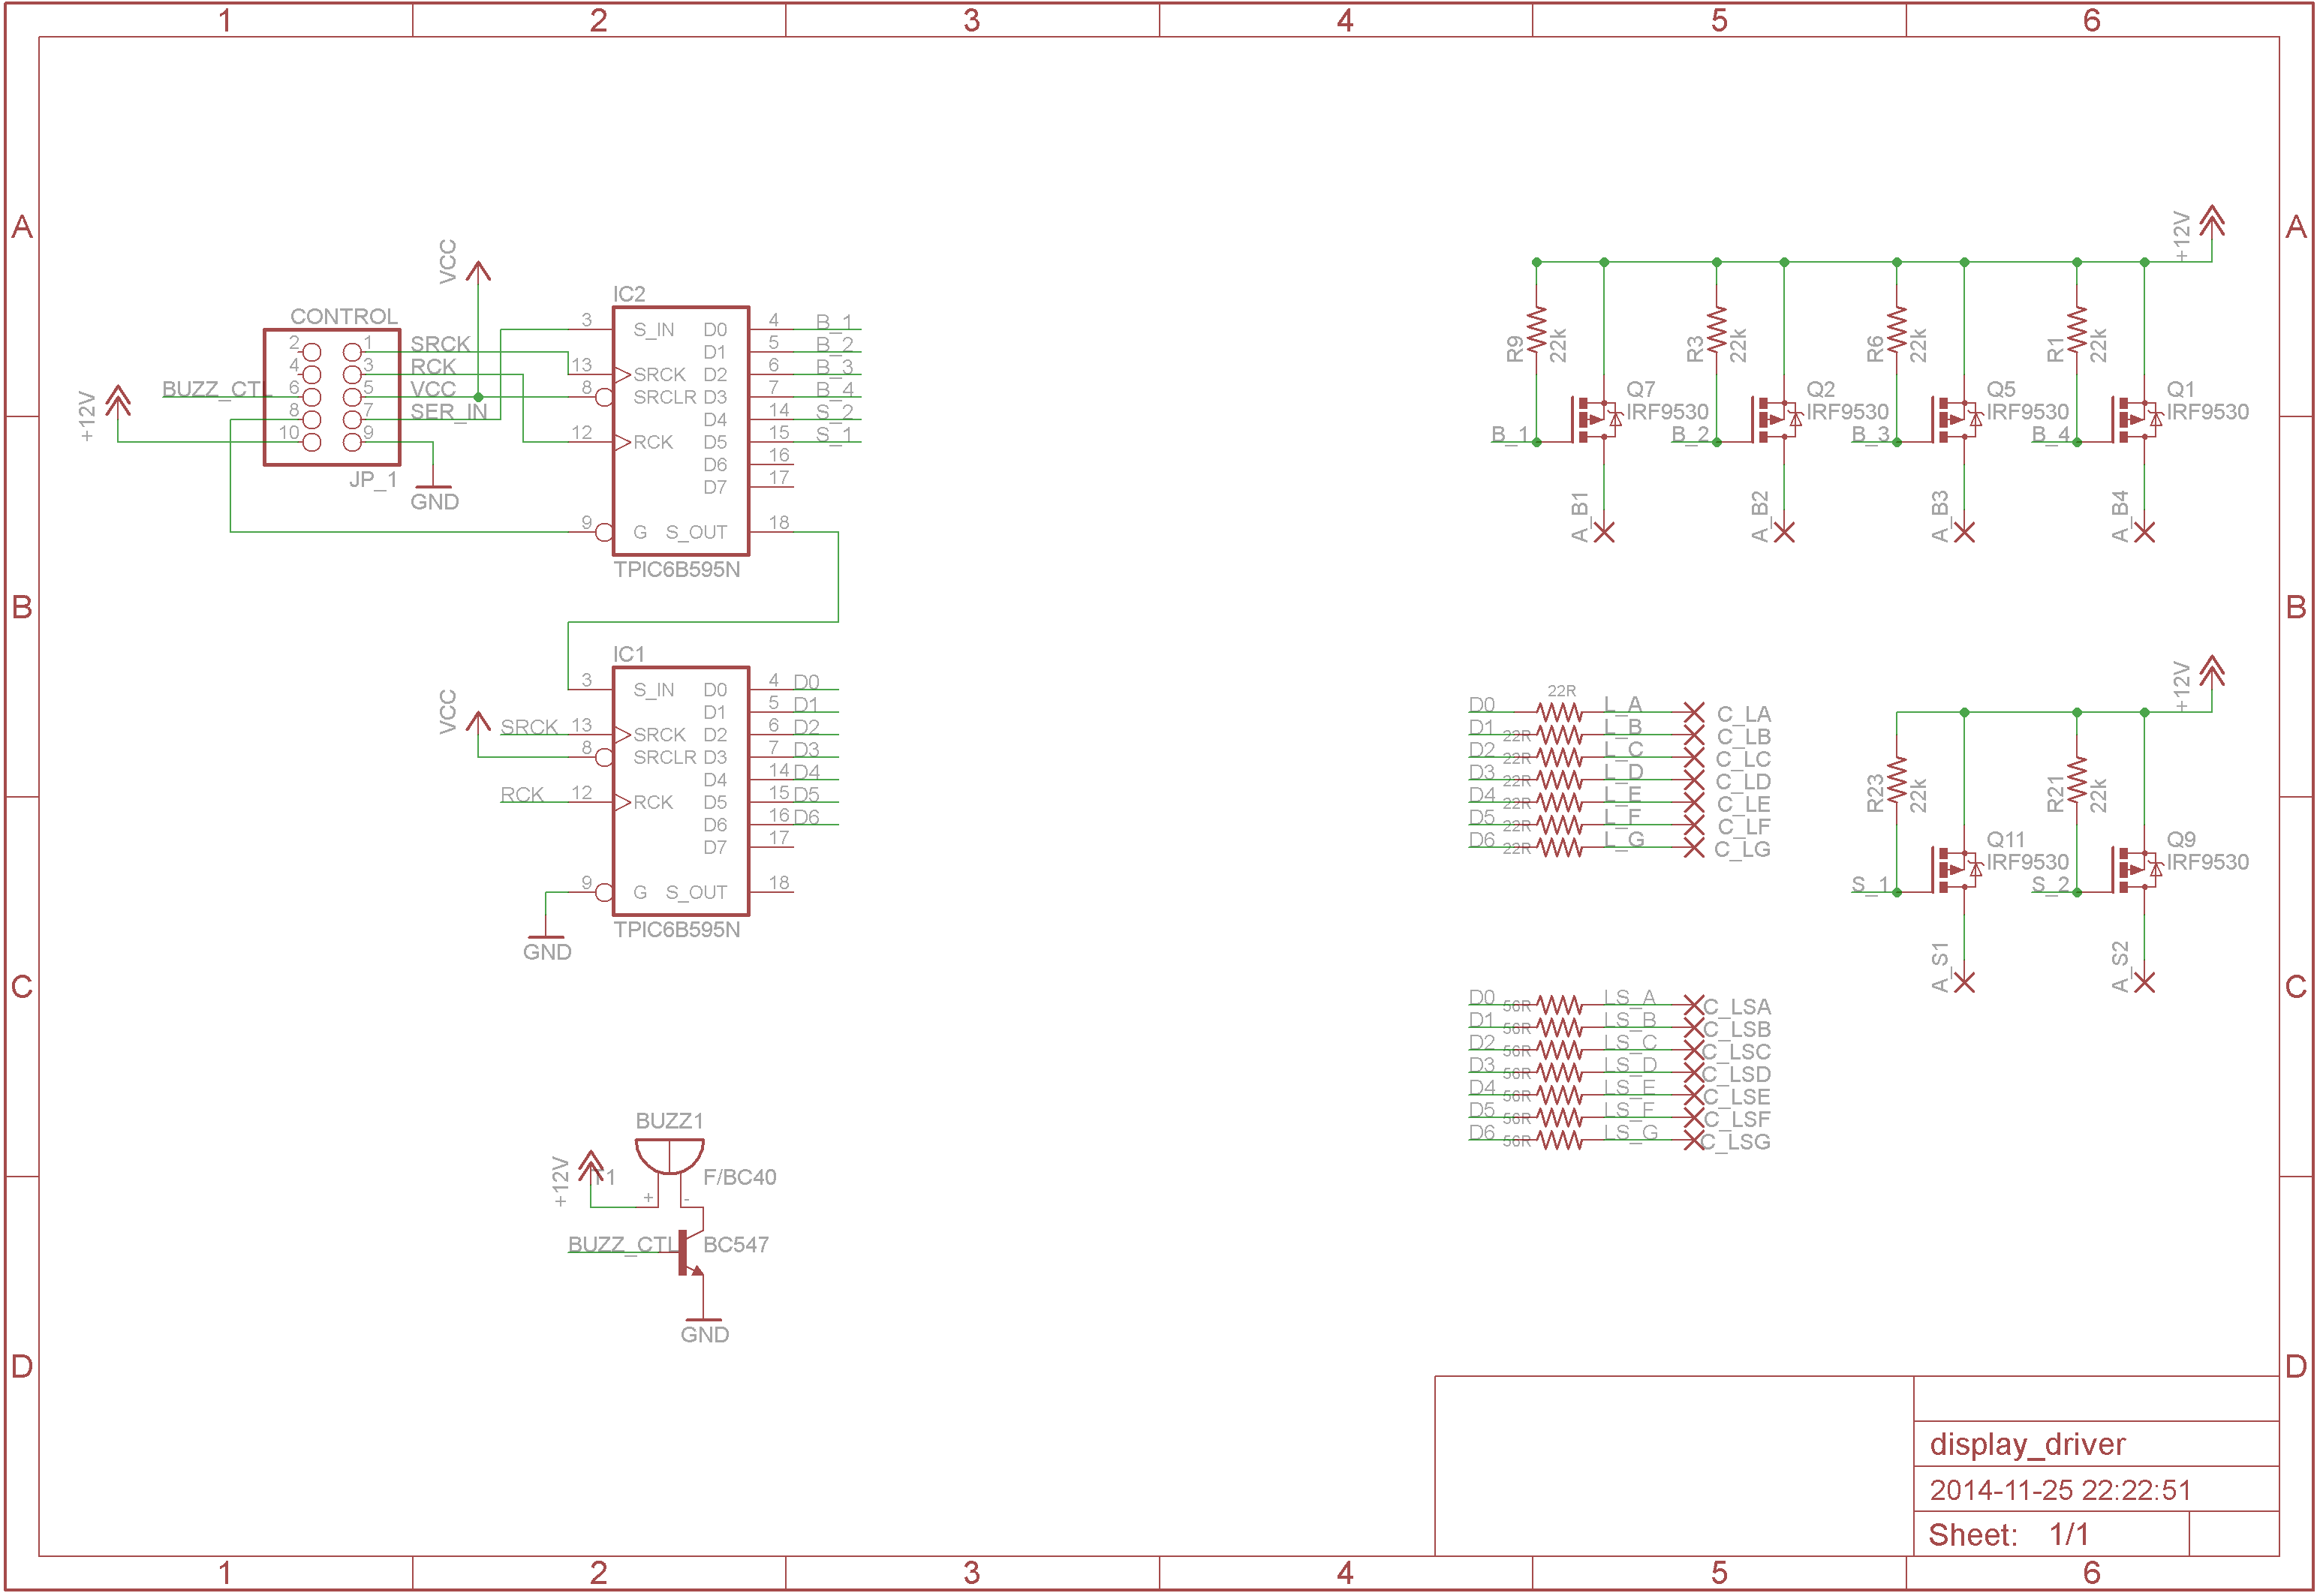 1 2 3 4 5 6
A
B
C
D
A
B
C
D
+12V
BUZZ_CTL
CONTROL
2 1
4 3
6 5
8 7
10 9
JP_1
SRCK
RCK
VCC
SER_IN
GND
VCC
IC2
3 S_IN D0 4 B_1
D1 5 B_2
13 SRCK D2 6 B_3
8 SRCLR D3 7 B_4
D4 14 S_2
12 RCK D5 15 S_1
D6 16
D7 17
9 G S_OUT 18
TPIC6B595N
IC1
VCC
3 S_IN D0 4 D0
D1 5 D1
SRCK 13 SRCK D2 6 D2
8 SRCLR D3 7 D3
D4 14 D4
RCK 12 RCK D5 15 D5
D6 16 D6
D7 17
9 G S_OUT 18
GND
TPIC6B595N
BUZZ1
+12V
F/BC40
+ -
BUZZ_CTL
BC547
GND
+12V
R9 22k
Q7
IRF9530
B_1
A_B1
R3 22k
Q2
IRF9530
B_2
A_B2
R6 22k
Q5
IRF9530
B_3
A_B3
R1 22k
Q1
IRF9530
B_4
A_B4
22R
D0 L_A C_LA
D1 22R L_B C_LB
D2 22R L_C C_LC
D3 22R L_D C_LD
D4 22R L_E C_LE
D5 22R L_F C_LF
D6 22R L_G C_LG
+12V
R23 22k
Q11
IRF9530
S_1
A_S1
R21 22k
Q9
IRF9530
S_2
A_S2
D0 56R LS_A C_LSA
D1 56R LS_B C_LSB
D2 56R LS_C C_LSC
D3 56R LS_D C_LSD
D4 56R LS_E C_LSE
D5 56R LS_F C_LSF
D6 56R LS_G C_LSG
display_driver
2014-11-25 22:22:51
Sheet: 1/1
1 2 3 4 5 6